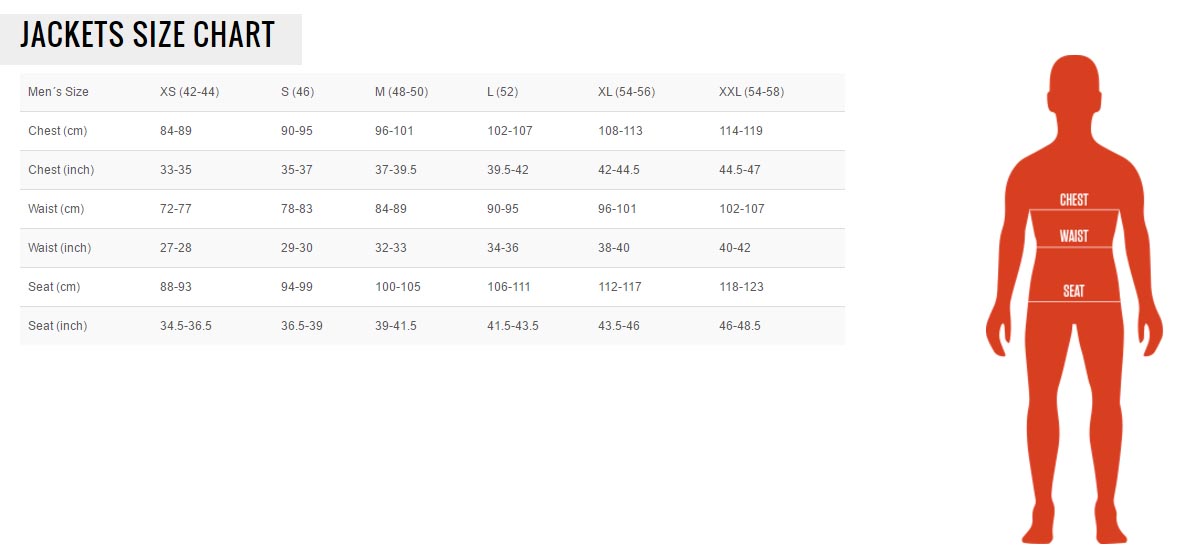 JACKETS SIZE CHART
Men´s Size XS (42-44) S (46) M (48-50) L (52) XL (54-56) XXL (54-58)
Chest (cm) 84-89 90-95 96-101 102-107 108-113 114-119
Chest (inch) 33-35 35-37 37-39.5 39.5-42 42-44.5 44.5-47
Waist (cm) 72-77 78-83 84-89 90-95 96-101 102-107
Waist (inch) 27-28 29-30 32-33 34-36 38-40 40-42
Seat (cm) 88-93 94-99 100-105 106-111 112-117 118-123
Seat (inch) 34.5-36.5 36.5-39 39-41.5 41.5-43.5 43.5-46 46-48.5
CHEST
WAIST
SEAT